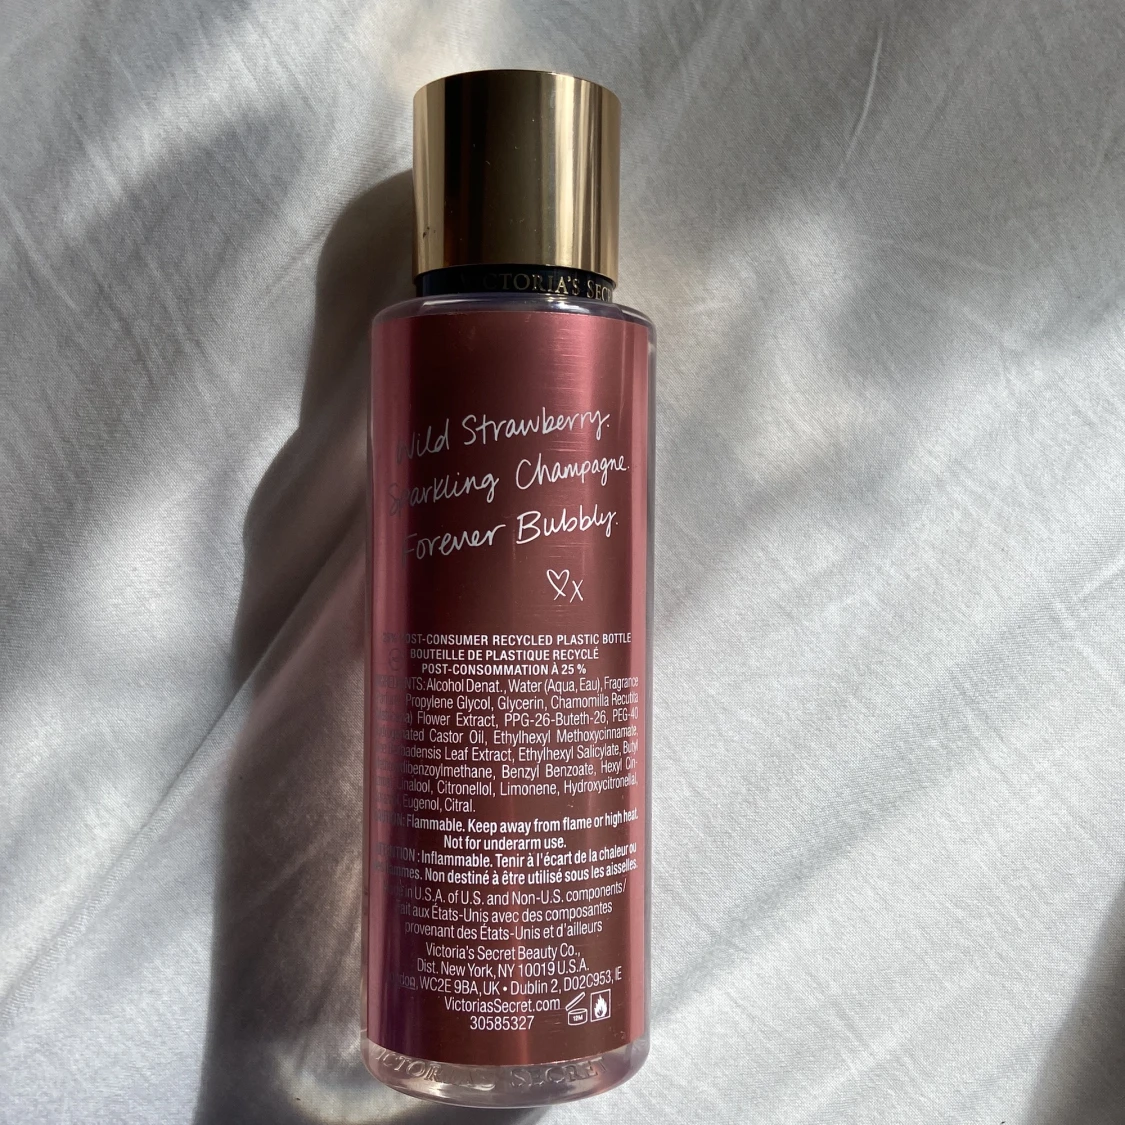 VICTORIA'S SEC
Wild Strawberry.
Sparkling Champagne.
Forever Bubbly.
X
POST-CONSUMER RECYCLED PLASTIC BOTTLE
BOUTEILLE DE PLASTIQUE RECYCLÉ
POST-CONSOMMATION À 25 %
Alcohol Denat., Water (Aqua, Eau), Fragrance
Propylene Glycol, Glycerin, Chamomilla Recutita
Flower Extract, PPG-26-Buteth-26, PEG-40
Castor Oil, Ethylhexyl Methoxycinnamate,
Leaf Extract, Ethylhexyl Salicylate, Butyl
Benzyl Benzoate, Hexyl Cin-
Linalool, Citronellol, Limonene, Hydroxycitronellal,
Eugenol, Citral.
Flammable. Keep away from flame or high heat.
Not for underarm use.
: Inflammable. Tenir à l'écart de la chaleur ou
Non destiné à être utilisé sous les aisselles.
in U.S.A. of U.S. and Non-U.S. components/
Fait aux États-Unis avec des composantes
provenant des États-Unis et d'ailleurs
Victoria's Secret Beauty Co.,
Dist. New York, NY 10019 U.S.A.
WC2E 9BA, UK • Dublin 2, D02C953, IE
VictoriasSecret.com
12M
30585327
VICTORIA'S SECRET